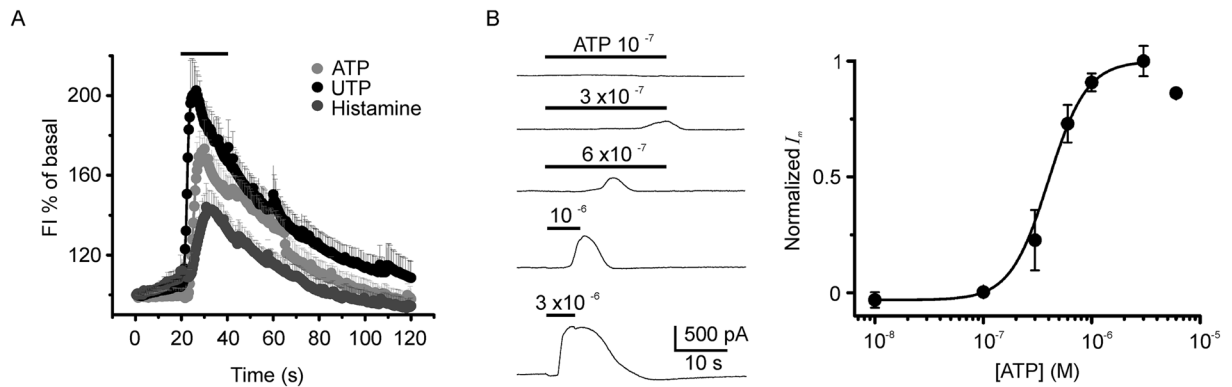 A
B
ATP
UTP
Histamine
200
160
120
FI % of basal
0 20 40 60 80 100 120
Time (s)
ATP 10⁻⁷
3 x10⁻⁷
6 x10⁻⁷
10⁻⁶
3 x10⁻⁶
500 pA
10 s
1
0.5
0
Normalized I
10⁻⁸ 10⁻⁷ 10⁻⁶ 10⁻⁵
[ATP] (M)